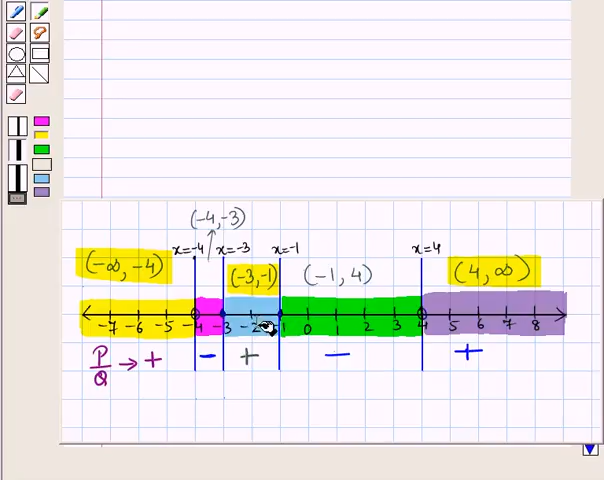 (-4,-3)
x=-4 x=-3 x=-1 x=4
(-∞,-4) (-3,-1) (-1,4) (4,∞)
-7 -6 -5 -4 -3 -2 -1 0 1 2 3 4 5 6 7 8
P/Q → + - + - +